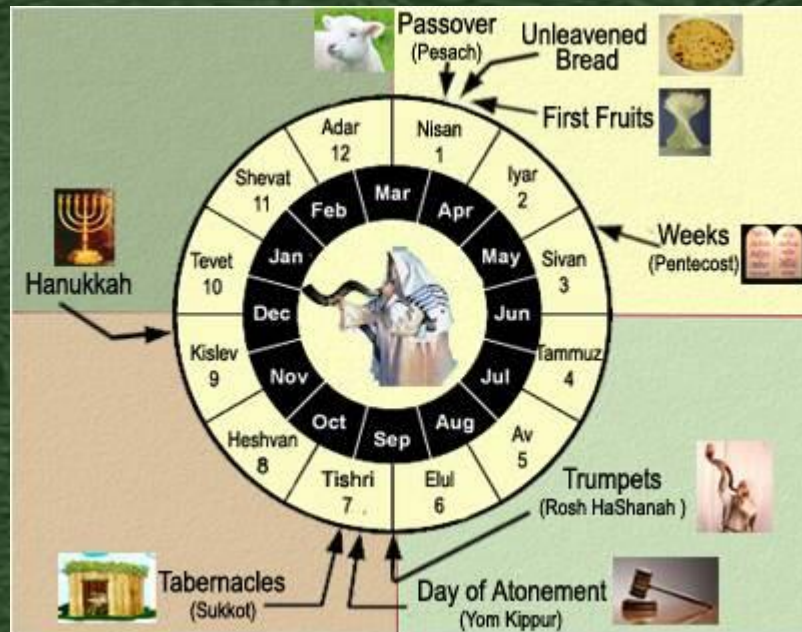 Passover
(Pesach)
Unleavened
Bread
First Fruits
Weeks
(Pentecost)
Trumpets
(Rosh HaShanah )
Day of Atonement
(Yom Kippur)
Tabernacles
(Sukkot)
Hanukkah
Nisan
1
Iyar
2
Sivan
3
Tammuz
4
Av
5
Elul
6
Tishri
7
Heshvan
8
Kislev
9
Tevet
10
Shevat
11
Adar
12
Mar
Apr
May
Jun
Jul
Aug
Sep
Oct
Nov
Dec
Jan
Feb